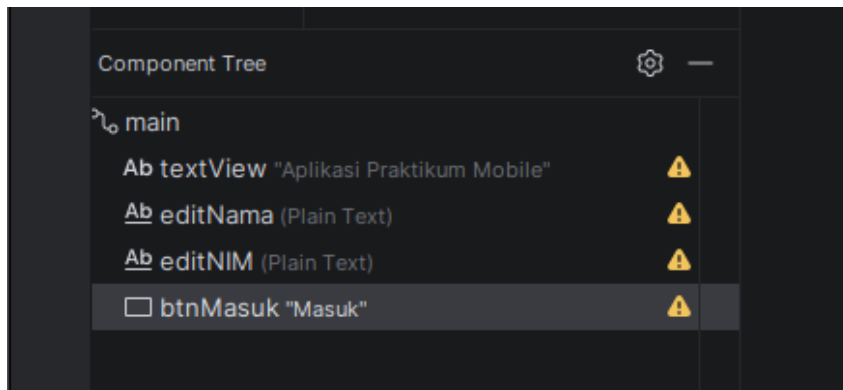 Component Tree
main
Ab textView "Aplikasi Praktikum Mobile"
Ab editNama (Plain Text)
Ab editNIM (Plain Text)
btnMasuk "Masuk"